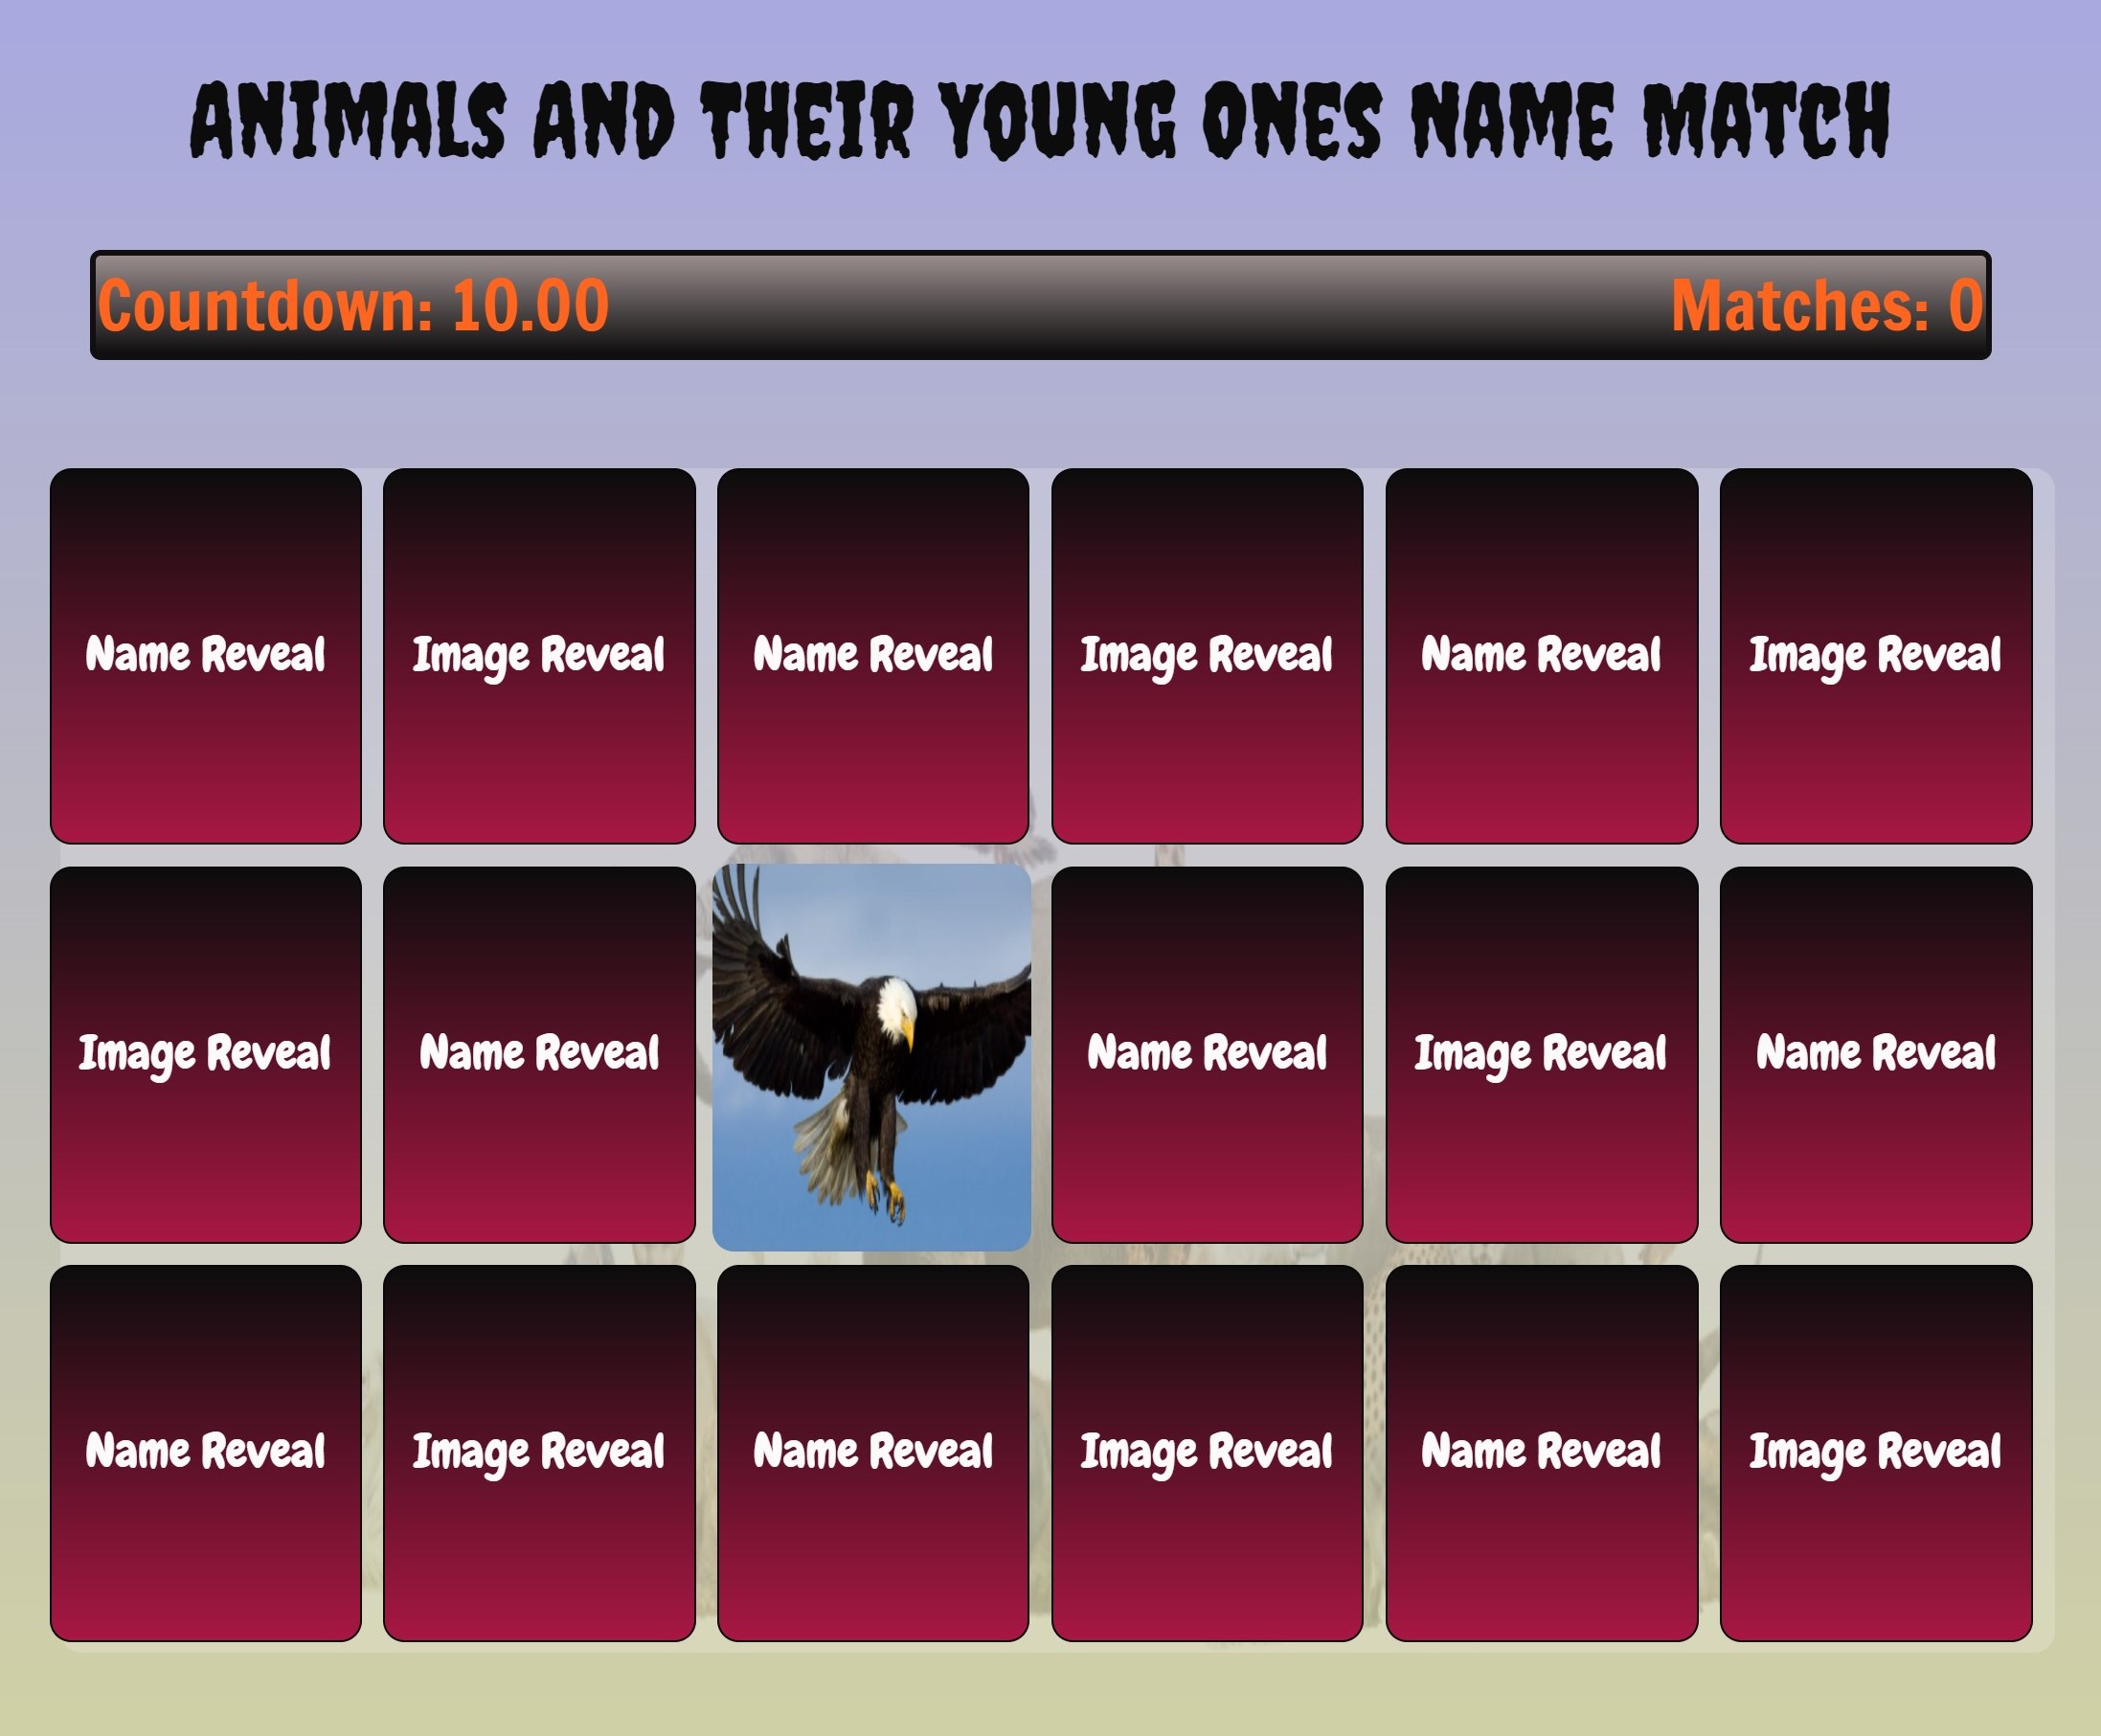 ANIMALS AND THEIR YOUNG ONES NAME MATCH
Countdown: 10.00 Matches: 0
Name Reveal Image Reveal Name Reveal Image Reveal Name Reveal Image Reveal
Image Reveal Name Reveal Name Reveal Image Reveal Name Reveal
Name Reveal Image Reveal Name Reveal Image Reveal Name Reveal Image Reveal